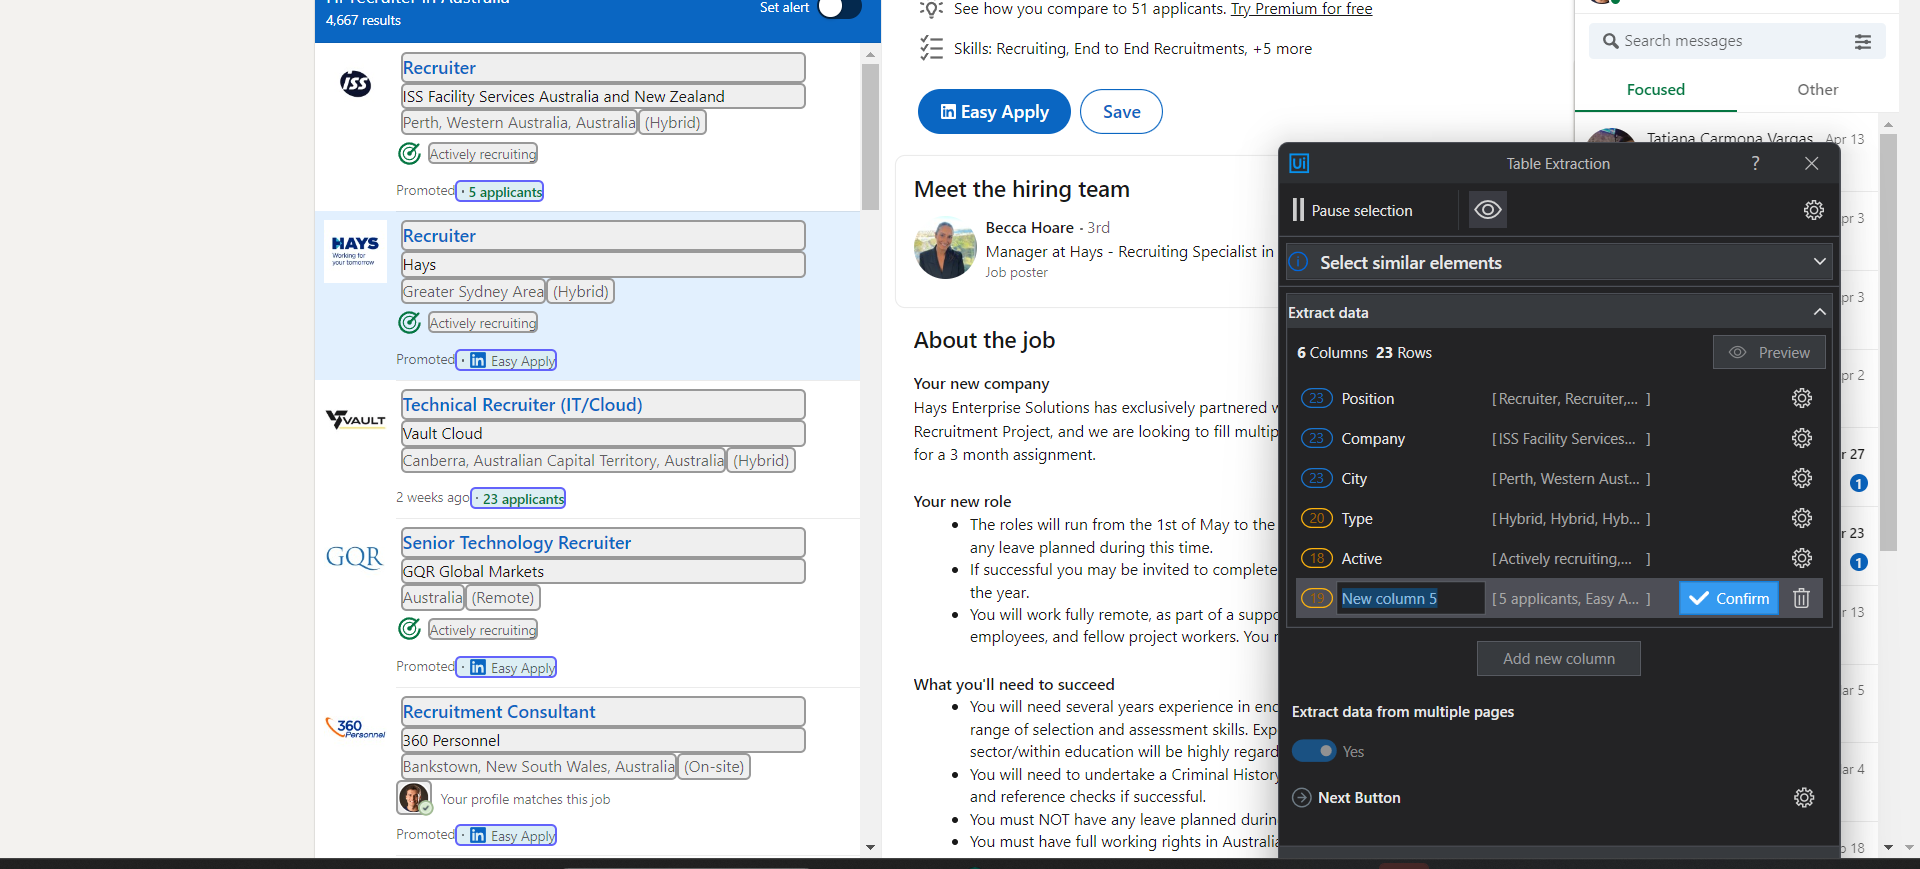 HR recruiter in Australia
4,667 results
Set alert
ISS
Recruiter
ISS Facility Services Australia and New Zealand
Perth, Western Australia, Australia (Hybrid)
Actively recruiting
Promoted · 5 applicants
HAYS
Working for
your tomorrow
Recruiter
Hays
Greater Sydney Area (Hybrid)
Actively recruiting
Promoted · in Easy Apply
VAULT
Technical Recruiter (IT/Cloud)
Vault Cloud
Canberra, Australian Capital Territory, Australia (Hybrid)
2 weeks ago · 23 applicants
GQR
Senior Technology Recruiter
GQR Global Markets
Australia (Remote)
Actively recruiting
Promoted · in Easy Apply
360
Personnel
Recruitment Consultant
360 Personnel
Bankstown, New South Wales, Australia (On-site)
Your profile matches this job
Promoted · in Easy Apply
See how you compare to 51 applicants. Try Premium for free
Skills: Recruiting, End to End Recruitments, +5 more
in Easy Apply
Save
Meet the hiring team
Becca Hoare · 3rd
Manager at Hays - Recruiting Specialist in
Job poster
About the job
Your new company
Hays Enterprise Solutions has exclusively partnered
Recruitment Project, and we are looking to fill multip
for a 3 month assignment.
Your new role
• The roles will run from the 1st of May to the
any leave planned during this time.
• If successful you may be invited to complete
the year.
• You will work fully remote, as part of a suppo
employees, and fellow project workers. You
What you'll need to succeed
• You will need several years experience in end
range of selection and assessment skills. Exp
sector/within education will be highly regard
• You will need to undertake a Criminal History
and reference checks if successful.
• You must NOT have any leave planned durin
• You must have full working rights in Australia
Search messages
Focused
Other
Tatiana Carmona Vargas Apr 13
pr 3
pr 3
pr 2
r 27
1
r 23
1
r 13
ar 5
ar 4
18
Ui
Table Extraction
?
Pause selection
Select similar elements
Extract data
6 Columns 23 Rows
Preview
23 Position [ Recruiter, Recruiter,... ]
23 Company [ ISS Facility Services... ]
23 City [ Perth, Western Aust... ]
20 Type [ Hybrid, Hybrid, Hyb... ]
18 Active [ Actively recruiting,... ]
19 New column 5 [ 5 applicants, Easy A... ] Confirm
Add new column
Extract data from multiple pages
Yes
Next Button